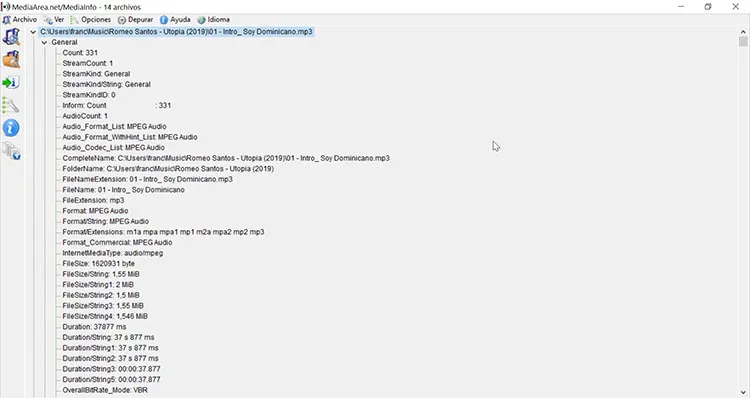 MediaArea.net/MediaInfo - 14 archivos
Archivo Ver Opciones Depurar Ayuda Idioma
C:\Users\franc\Music\Romeo Santos - Utopia (2019)\01 - Intro_ Soy Dominicano.mp3
General
Count: 331
StreamCount: 1
StreamKind: General
StreamKind/String: General
StreamKindID: 0
Inform: Count : 331
AudioCount: 1
Audio_Format_List: MPEG Audio
Audio_Format_WithHint_List: MPEG Audio
Audio_Codec_List: MPEG Audio
CompleteName: C:\Users\franc\Music\Romeo Santos - Utopia (2019)\01 - Intro_ Soy Dominicano.mp3
FolderName: C:\Users\franc\Music\Romeo Santos - Utopia (2019)
FileNameExtension: 01 - Intro_ Soy Dominicano.mp3
FileName: 01 - Intro_ Soy Dominicano
FileExtension: mp3
Format: MPEG Audio
Format/String: MPEG Audio
Format/Extensions: m1a mpa mpa1 mp1 m2a mpa2 mp2 mp3
Format_Commercial: MPEG Audio
InternetMediaType: audio/mpeg
FileSize: 1620931 byte
FileSize/String: 1,55 MiB
FileSize/String1: 2 MiB
FileSize/String2: 1,5 MiB
FileSize/String3: 1,55 MiB
FileSize/String4: 1,546 MiB
Duration: 37877 ms
Duration/String: 37 s 877 ms
Duration/String1: 37 s 877 ms
Duration/String2: 37 s 877 ms
Duration/String3: 00:00:37.877
Duration/String5: 00:00:37.877
OverallBitRate_Mode: VBR